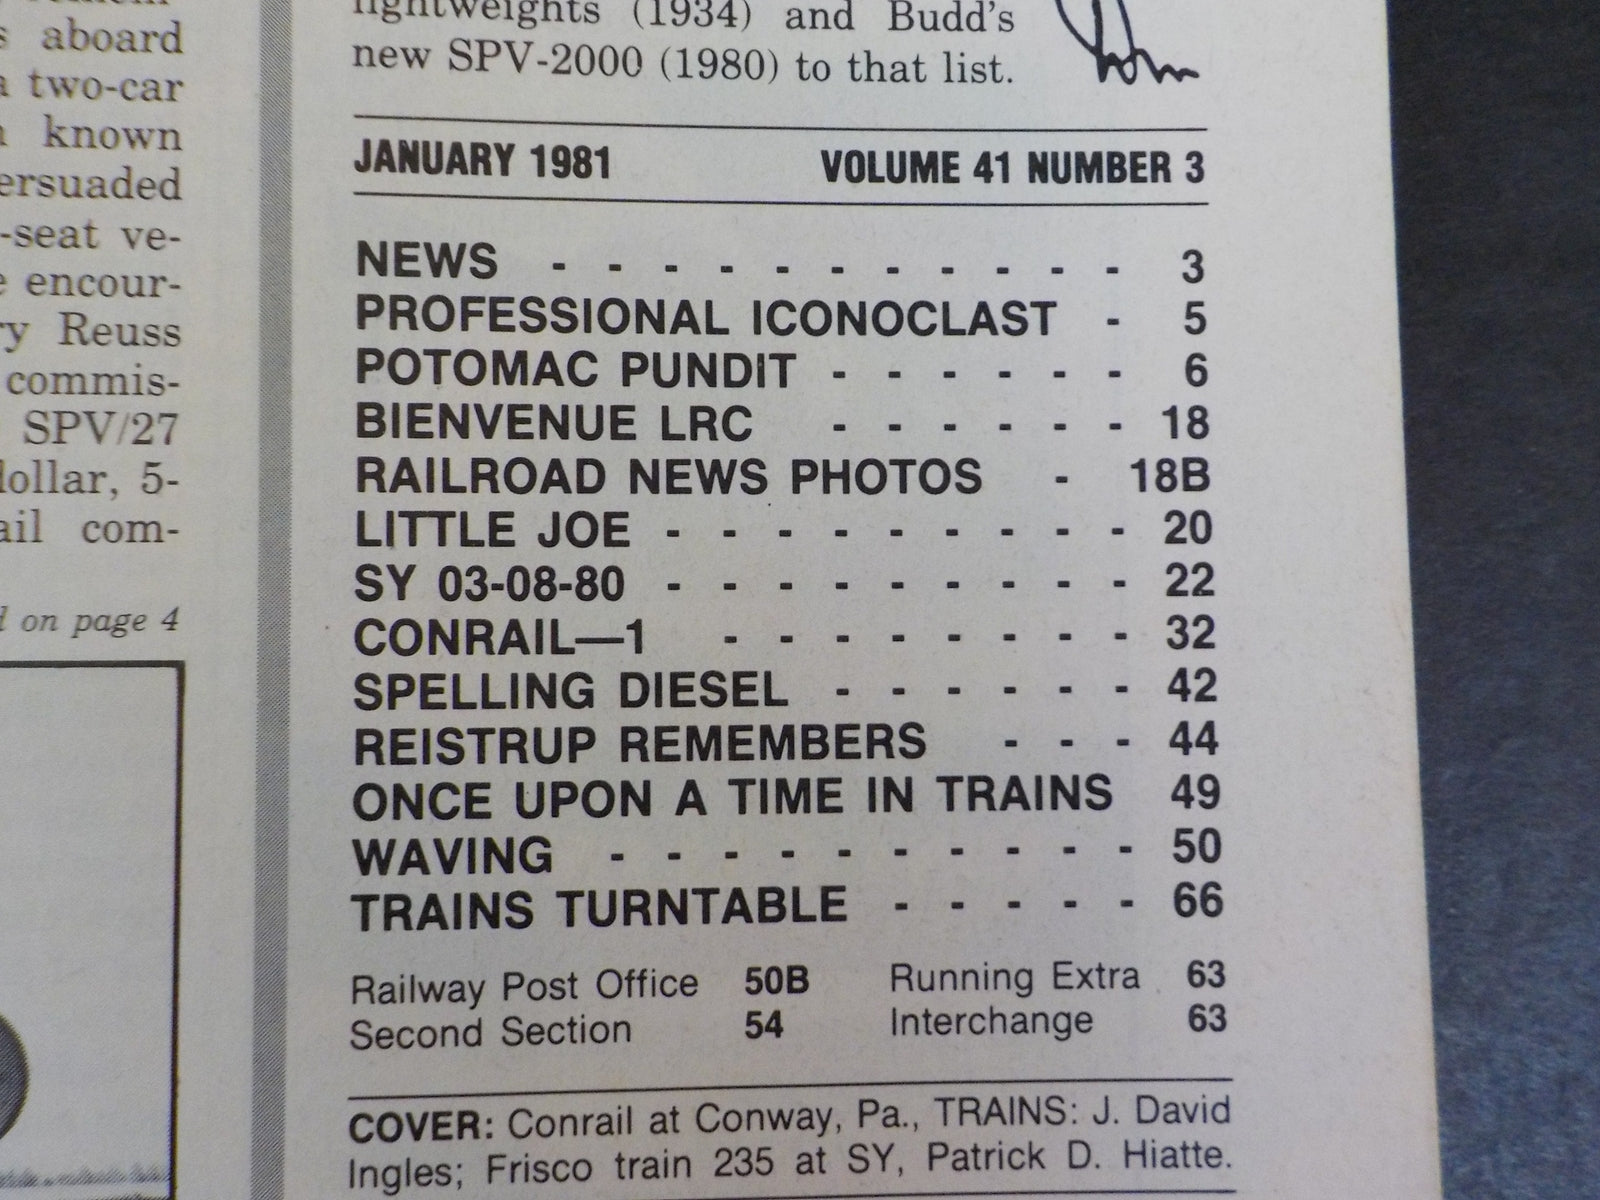 aboard
two-car
known
-seat ve-
encour-
Reuss
commis-
SPV/27
5-
com-
on page 4
lightweights (1934) and Budd's
new SPV-2000 (1980) to that list.
JANUARY 1981 VOLUME 41 NUMBER 3
NEWS - - - - - - - - - - - 3
PROFESSIONAL ICONOCLAST - 5
POTOMAC PUNDIT - - - - - - 6
BIENVENUE LRC - - - - - - 18
RAILROAD NEWS PHOTOS - 18B
LITTLE JOE - - - - - - - - - 20
SY 03-08-80 - - - - - - - - - 22
CONRAIL—1 - - - - - - - - 32
SPELLING DIESEL - - - - - - 42
REISTRUP REMEMBERS - - - 44
ONCE UPON A TIME IN TRAINS 49
WAVING - - - - - - - - - - 50
TRAINS TURNTABLE - - - - - 66
Railway Post Office 50B Running Extra 63
Second Section 54 Interchange 63
COVER: Conrail at Conway, Pa., TRAINS: J. David
Ingles; Frisco train 235 at SY, Patrick D. Hiatte.